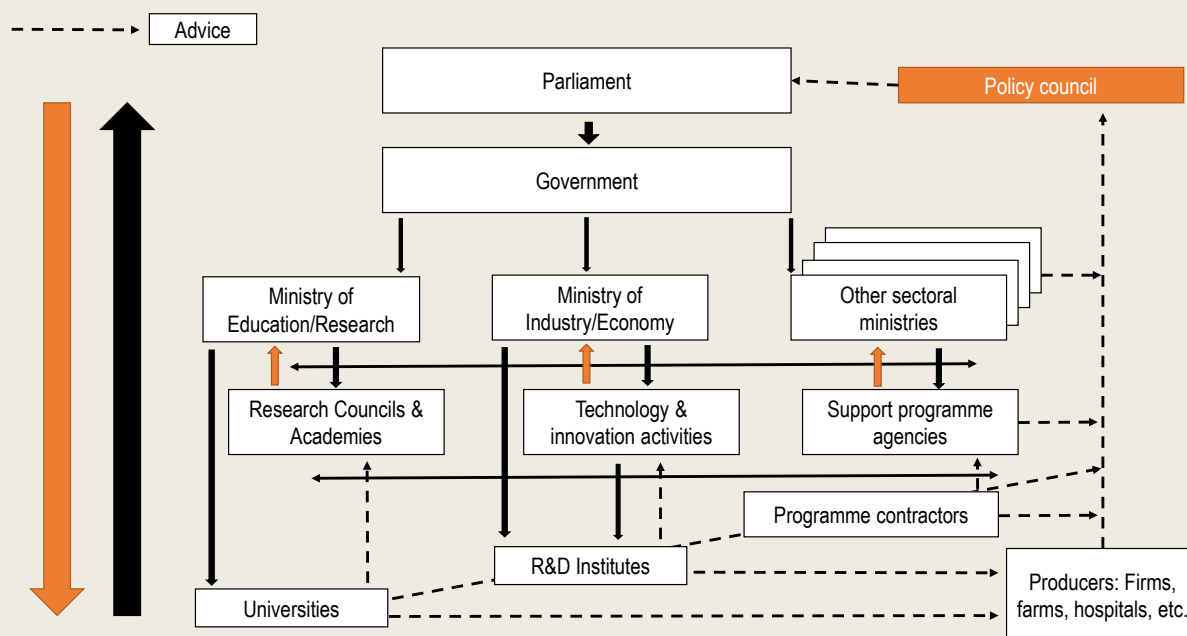 Advice
Parliament
Policy council
Government
Ministry of
Education/Research
Ministry of
Industry/Economy
Other sectoral
ministries
Research Councils &
Academies
Technology &
innovation activities
Support programme
agencies
Programme contractors
R&D Institutes
Universities
Producers: Firms,
farms, hospitals, etc.